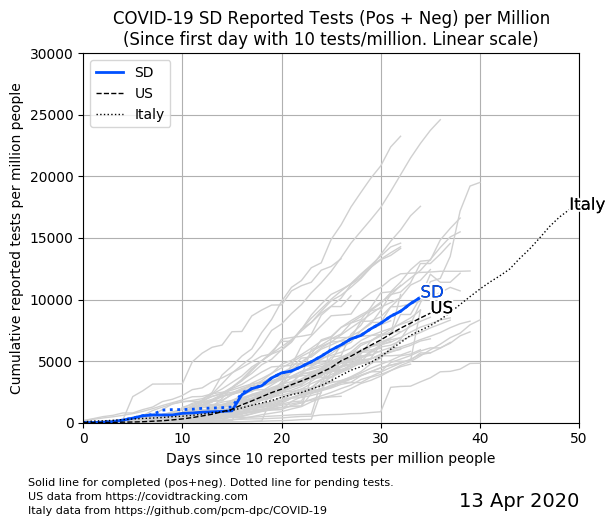 COVID-19 SD Reported Tests (Pos + Neg) per Million
(Since first day with 10 tests/million. Linear scale)
30000
25000
20000
15000
10000
5000
0
Cumulative reported tests per million people
SD
US
Italy
Italy
SD
US
0 10 20 30 40 50
Days since 10 reported tests per million people
Solid line for completed (pos+neg). Dotted line for pending tests.
US data from https://covidtracking.com
Italy data from https://github.com/pcm-dpc/COVID-19
13 Apr 2020